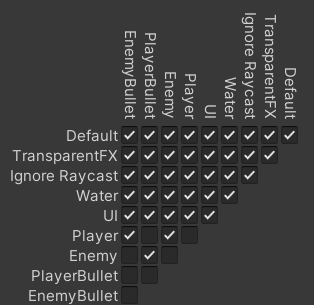 EnemyBullet
PlayerBullet
Enemy
Player
UI
Water
Ignore Raycast
TransparentFX
Default
Default
TransparentFX
Ignore Raycast
Water
UI
Player
Enemy
PlayerBullet
EnemyBullet